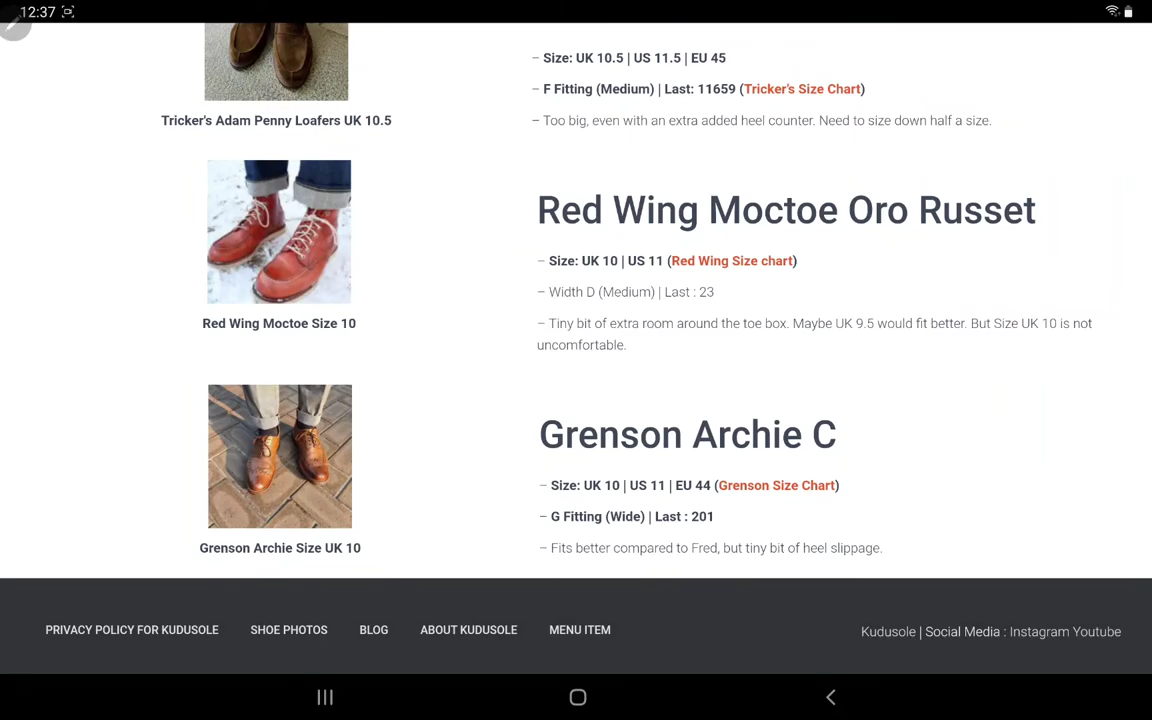 12:37
– Size: UK 10.5 | US 11.5 | EU 45
– F Fitting (Medium) | Last: 11659 (Tricker's Size Chart)
Tricker's Adam Penny Loafers UK 10.5
– Too big, even with an extra added heel counter. Need to size down half a size.
Red Wing Moctoe Oro Russet
– Size: UK 10 | US 11 (Red Wing Size chart)
– Width D (Medium) | Last : 23
Red Wing Moctoe Size 10
– Tiny bit of extra room around the toe box. Maybe UK 9.5 would fit better. But Size UK 10 is not
uncomfortable.
Grenson Archie C
– Size: UK 10 | US 11 | EU 44 (Grenson Size Chart)
– G Fitting (Wide) | Last : 201
Grenson Archie Size UK 10
– Fits better compared to Fred, but tiny bit of heel slippage.
PRIVACY POLICY FOR KUDUSOLE SHOE PHOTOS BLOG ABOUT KUDUSOLE MENU ITEM
Kudusole | Social Media : Instagram Youtube